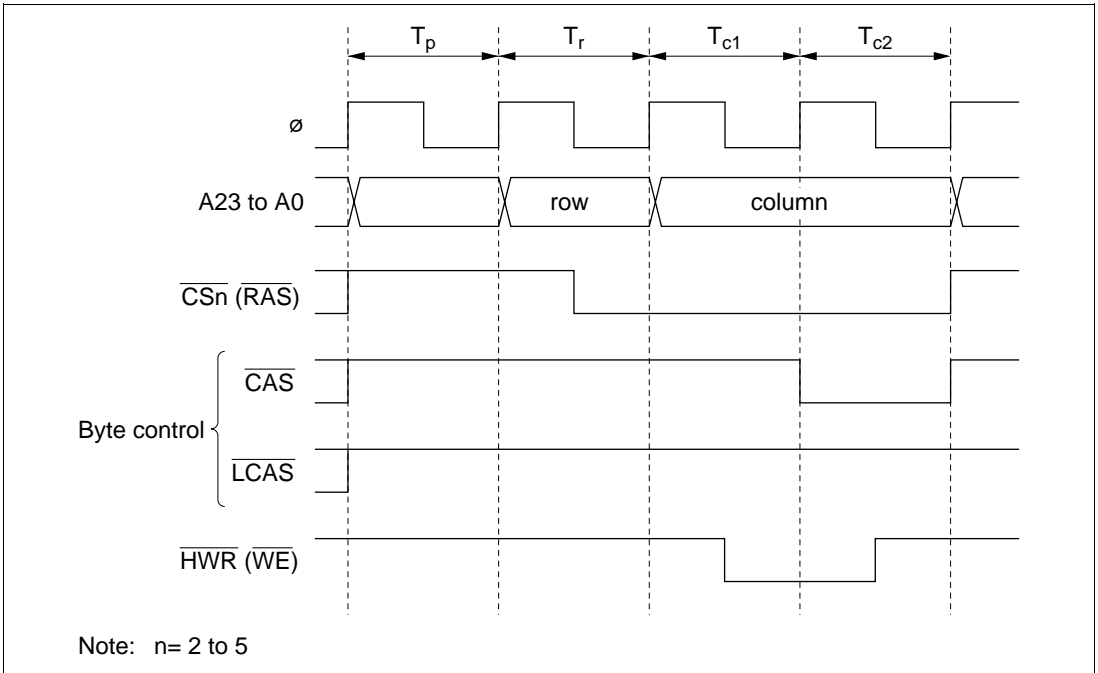 Tp Tr Tc1 Tc2
ø
A23 to A0 row column
CSn (RAS)
CAS
Byte control
LCAS
HWR (WE)
Note: n= 2 to 5